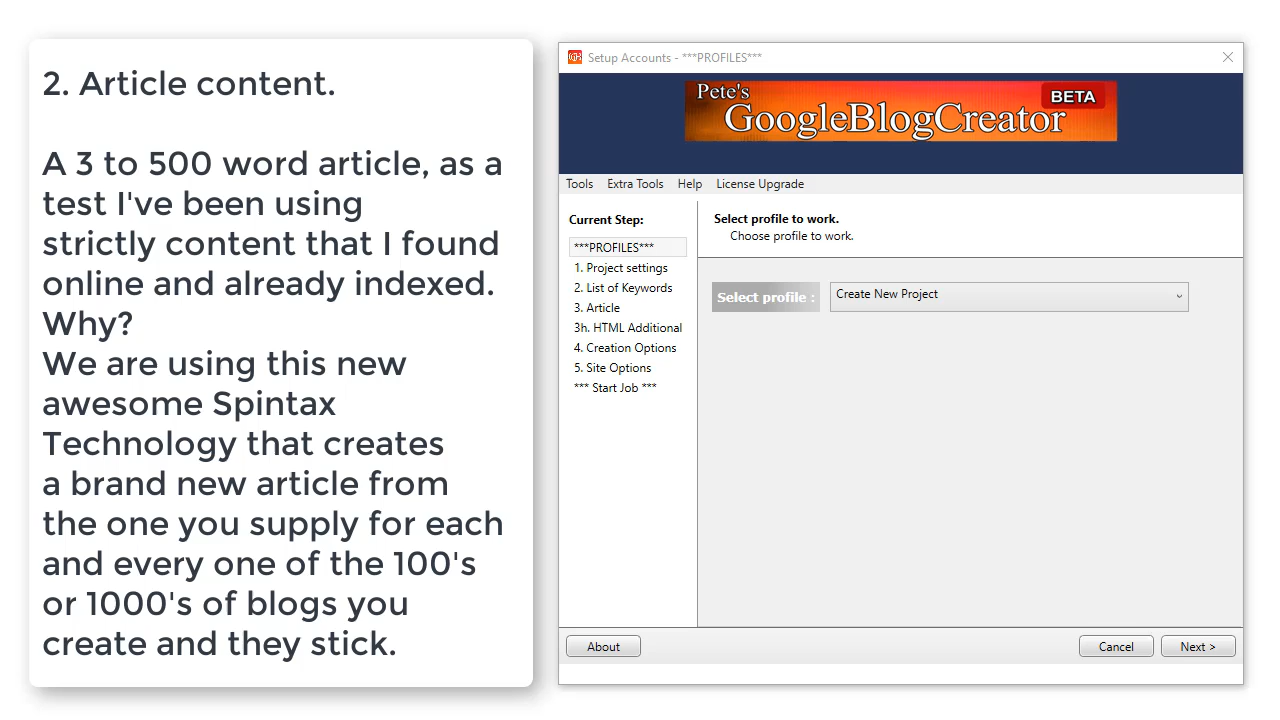 2. Article content.
A 3 to 500 word article, as a
test I've been using
strictly content that I found
online and already indexed.
Why?
We are using this new
awesome Spintax
Technology that creates
a brand new article from
the one you supply for each
and every one of the 100's
or 1000's of blogs you
create and they stick.
Setup Accounts - ***PROFILES***
Pete's
GoogleBlogCreator
BETA
Tools Extra Tools Help License Upgrade
Current Step:
***PROFILES***
1. Project settings
2. List of Keywords
3. Article
3h. HTML Additional
4. Creation Options
5. Site Options
*** Start Job ***
Select profile to work.
Choose profile to work.
Select profile :
Create New Project
About
Cancel
Next >